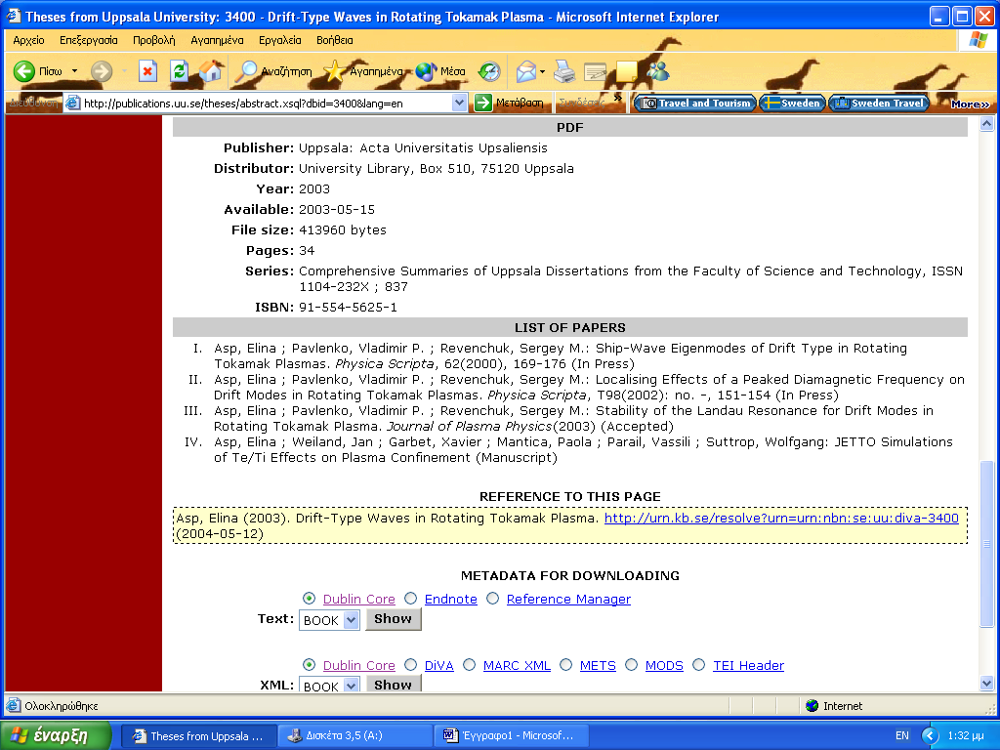 Theses from Uppsala University: 3400 - Drift-Type Waves in Rotating Tokamak Plasma - Microsoft Internet Explorer
Αρχείο Επεξεργασία Προβολή Αγαπημένα Εργαλεία Βοήθεια
Πίσω Αναζήτηση Αγαπημένα Μέσα
Διεύθυνση http://publications.uu.se/theses/abstract.xsql?dbid=3400&lang=en Μετάβαση Συνδέσεις » Travel and Tourism Sweden Sweden Travel More»
PDF
Publisher: Uppsala: Acta Universitatis Upsaliensis
Distributor: University Library, Box 510, 75120 Uppsala
Year: 2003
Available: 2003-05-15
File size: 413960 bytes
Pages: 34
Series: Comprehensive Summaries of Uppsala Dissertations from the Faculty of Science and Technology, ISSN
1104-232X ; 837
ISBN: 91-554-5625-1
LIST OF PAPERS
I. Asp, Elina ; Pavlenko, Vladimir P. ; Revenchuk, Sergey M.: Ship-Wave Eigenmodes of Drift Type in Rotating
Tokamak Plasmas. Physica Scripta, 62(2000), 169-176 (In Press)
II. Asp, Elina ; Pavlenko, Vladimir P. ; Revenchuk, Sergey M.: Localising Effects of a Peaked Diamagnetic Frequency on
Drift Modes in Rotating Tokamak Plasmas. Physica Scripta, T98(2002): no. -, 151-154 (In Press)
III. Asp, Elina ; Pavlenko, Vladimir P. ; Revenchuk, Sergey M.: Stability of the Landau Resonance for Drift Modes in
Rotating Tokamak Plasma. Journal of Plasma Physics(2003) (Accepted)
IV. Asp, Elina ; Weiland, Jan ; Garbet, Xavier ; Mantica, Paola ; Parail, Vassili ; Suttrop, Wolfgang: JETTO Simulations
of Te/Ti Effects on Plasma Confinement (Manuscript)
REFERENCE TO THIS PAGE
Asp, Elina (2003). Drift-Type Waves in Rotating Tokamak Plasma. http://urn.kb.se/resolve?urn=urn:nbn:se:uu:diva-3400
(2004-05-12)
METADATA FOR DOWNLOADING
Dublin Core Endnote Reference Manager
Text: BOOK Show
Dublin Core DiVA MARC XML METS MODS TEI Header
XML: BOOK Show
Ολοκληρώθηκε Internet
έναρξη Theses from Uppsala ... Δισκέτα 3,5 (A:) Έγγραφο1 - Microsof... EN 1:32 μμ